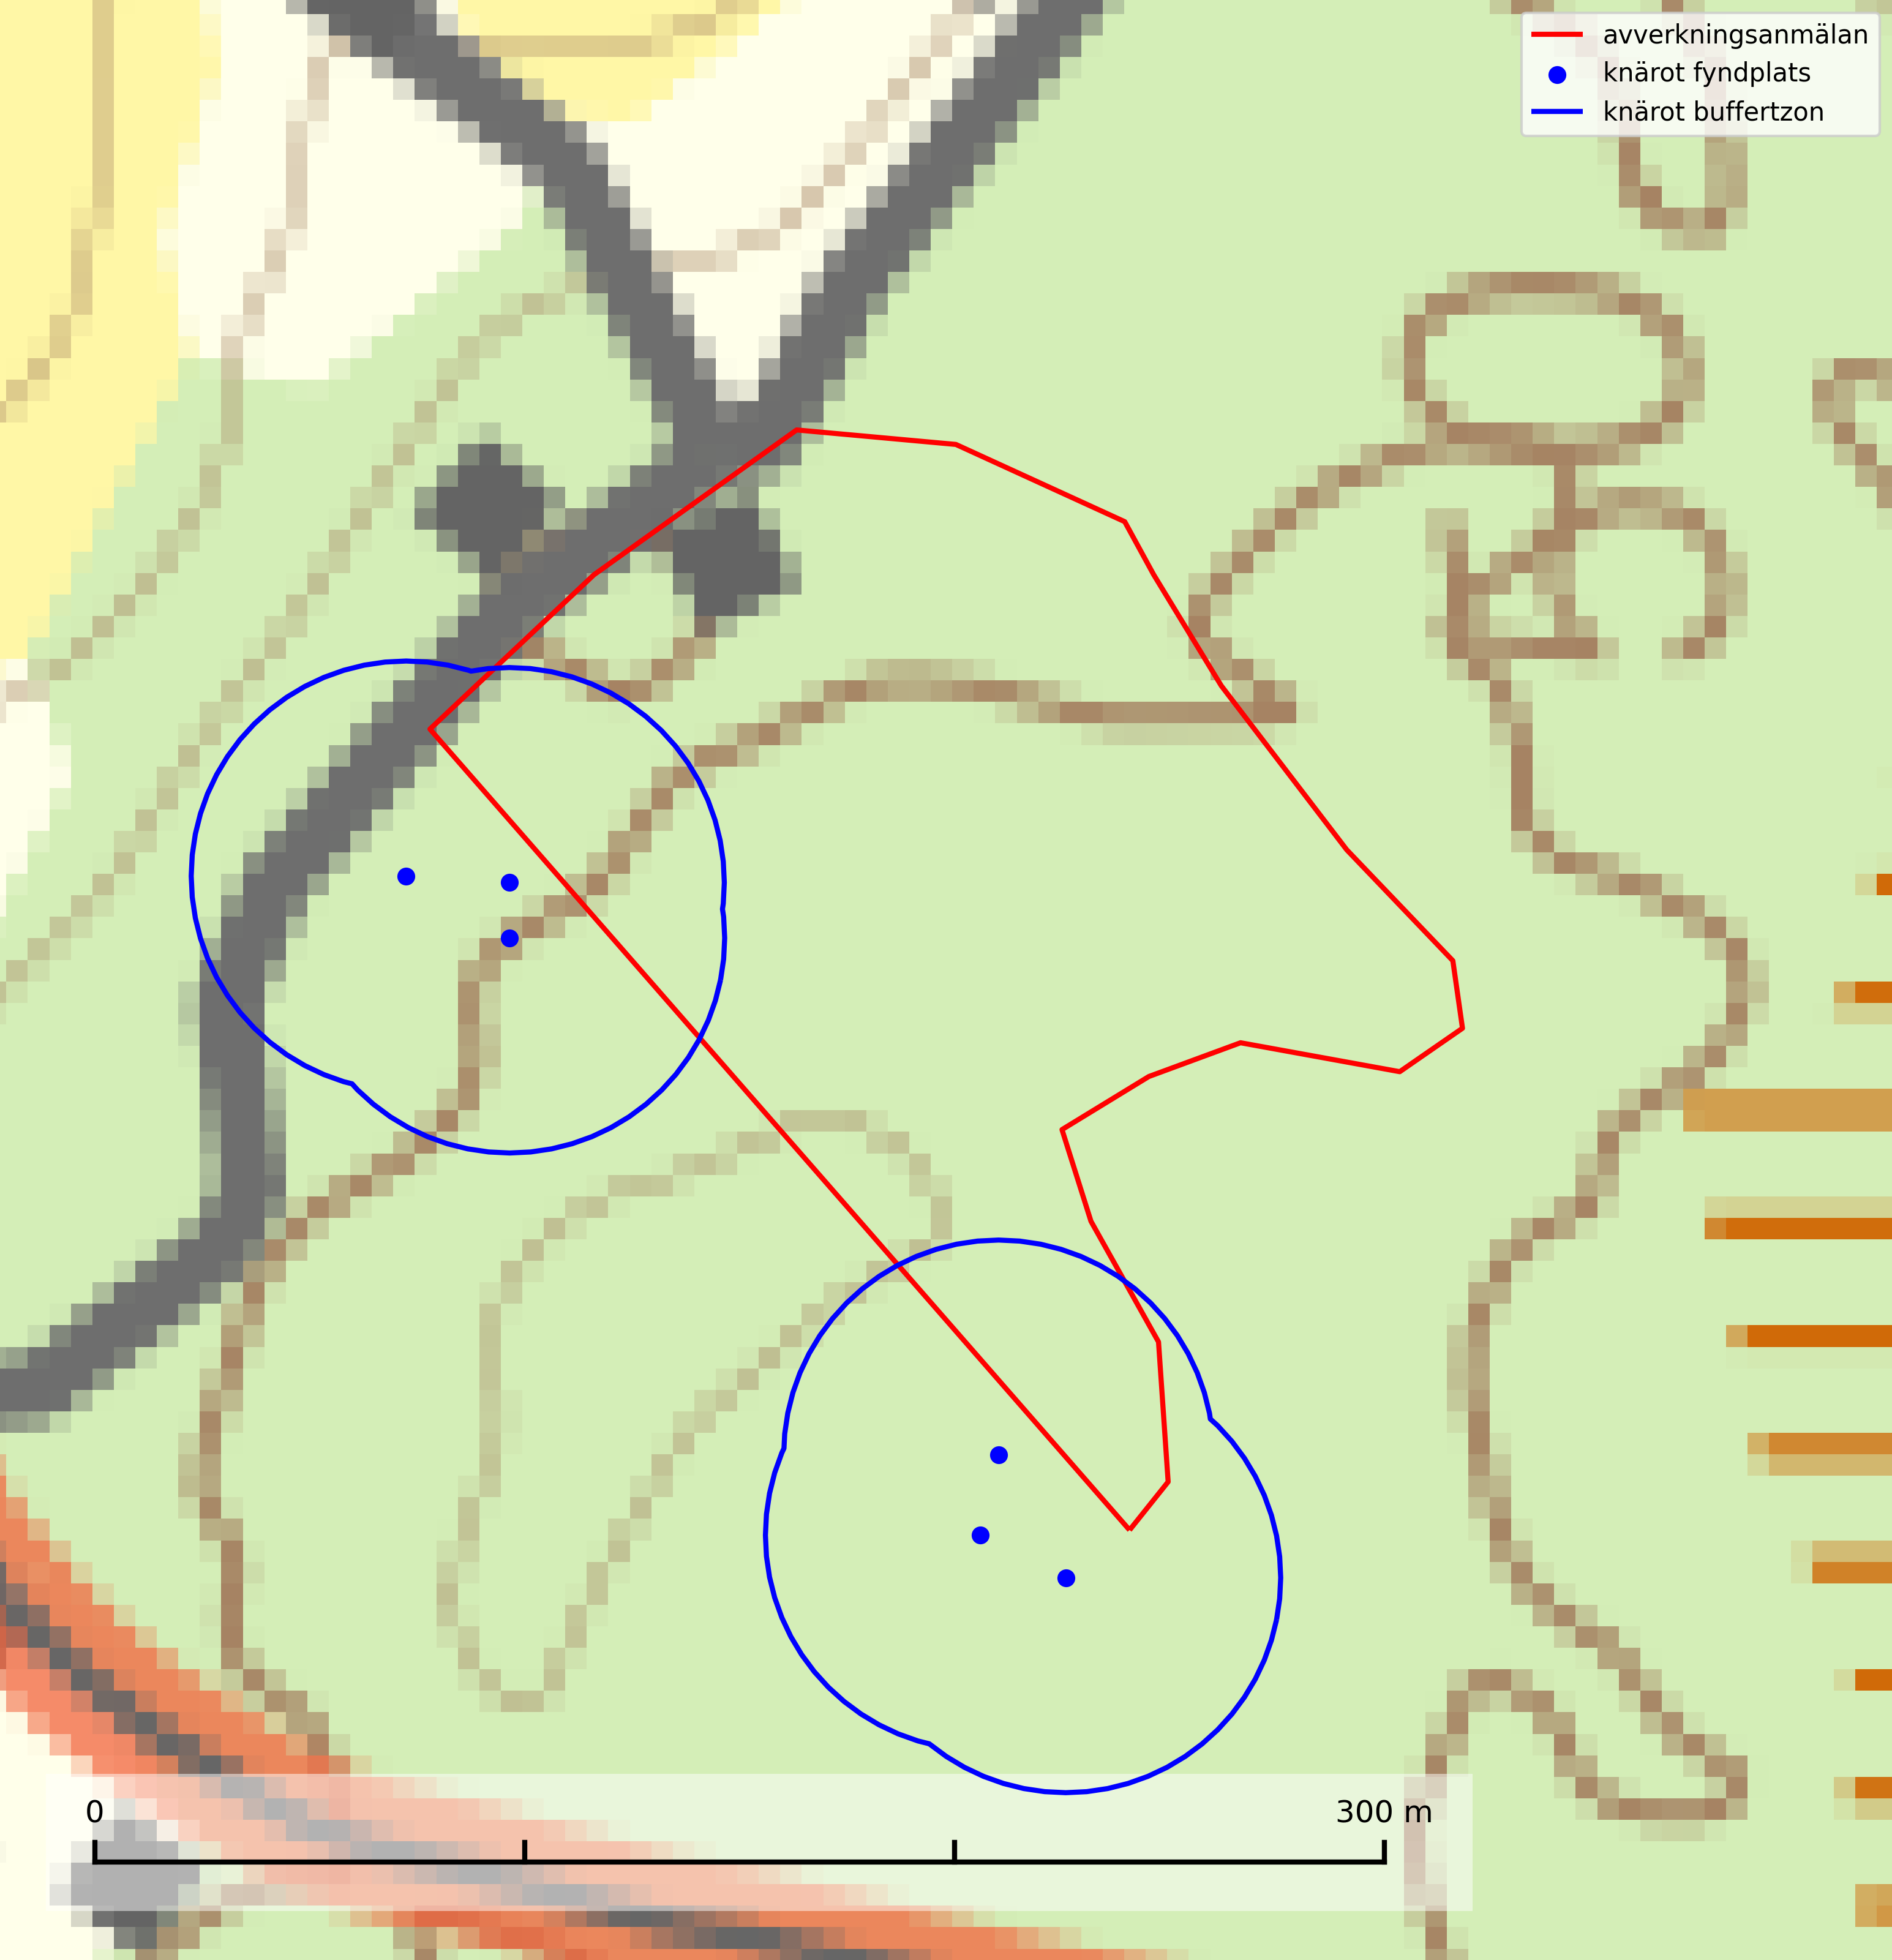 avverkningsanmälan
knärot fyndplats
knärot buffertzon
0 300 m